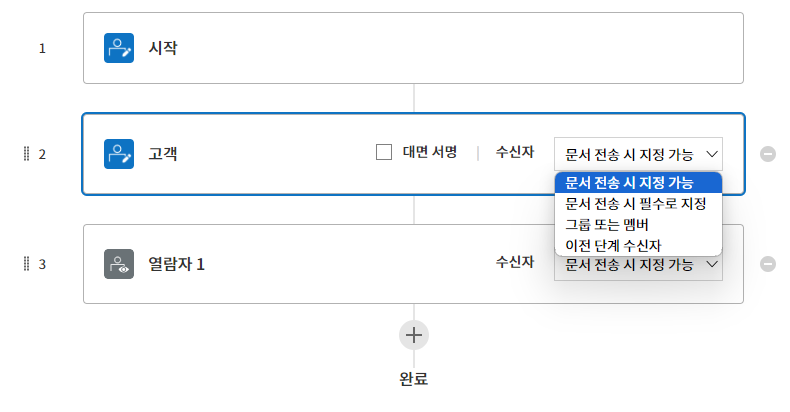 1 시작
2 고객 대면 서명 수신자 문서 전송 시 지정 가능
문서 전송 시 지정 가능
문서 전송 시 필수로 지정
그룹 또는 멤버
이전 단계 수신자
3 열람자 1 수신자 문서 전송 시 지정 가능
완료